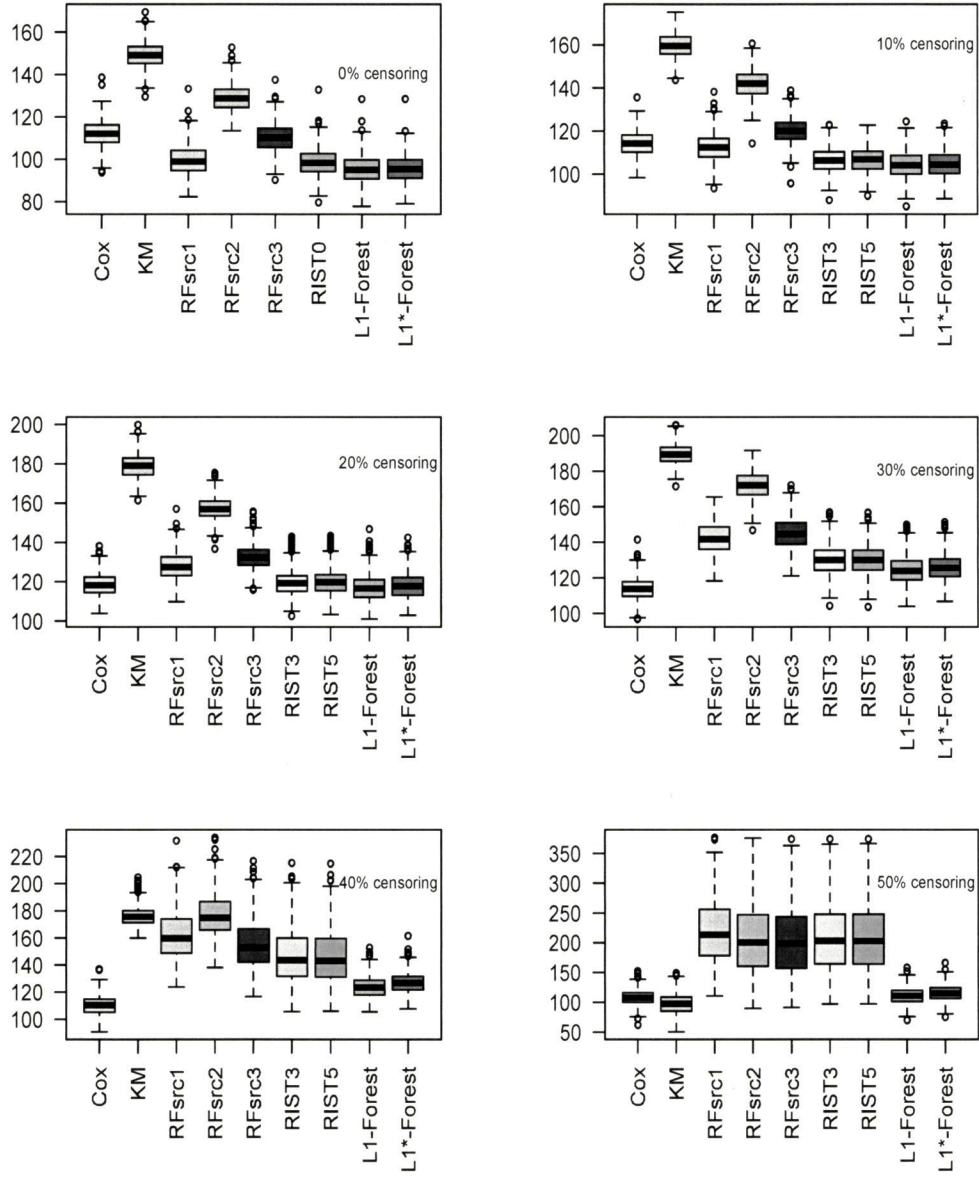 0% censoring
160
140
120
100
80
Cox
KM
RFsrc1
RFsrc2
RFsrc3
RIST0
L1-Forest
L1*-Forest
10% censoring
160
140
120
100
Cox
KM
RFsrc1
RFsrc2
RFsrc3
RIST3
RIST5
L1-Forest
L1*-Forest
20% censoring
200
180
160
140
120
100
Cox
KM
RFsrc1
RFsrc2
RFsrc3
RIST3
RIST5
L1-Forest
L1*-Forest
30% censoring
200
180
160
140
120
100
Cox
KM
RFsrc1
RFsrc2
RFsrc3
RIST3
RIST5
L1-Forest
L1*-Forest
40% censoring
220
200
180
160
140
120
100
Cox
KM
RFsrc1
RFsrc2
RFsrc3
RIST3
RIST5
L1-Forest
L1*-Forest
50% censoring
350
300
250
200
150
100
50
Cox
KM
RFsrc1
RFsrc2
RFsrc3
RIST3
RIST5
L1-Forest
L1*-Forest